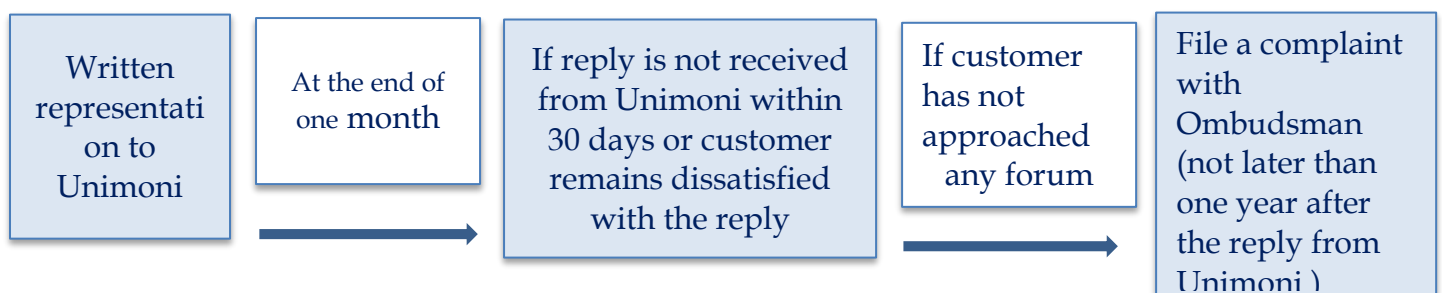 Written
representati
on to
Unimoni
At the end of
one month
If reply is not received
from Unimoni within
30 days or customer
remains dissatisfied
with the reply
If customer
has not
approached
any forum
File a complaint
with
Ombudsman
(not later than
one year after
the reply from
Unimoni )